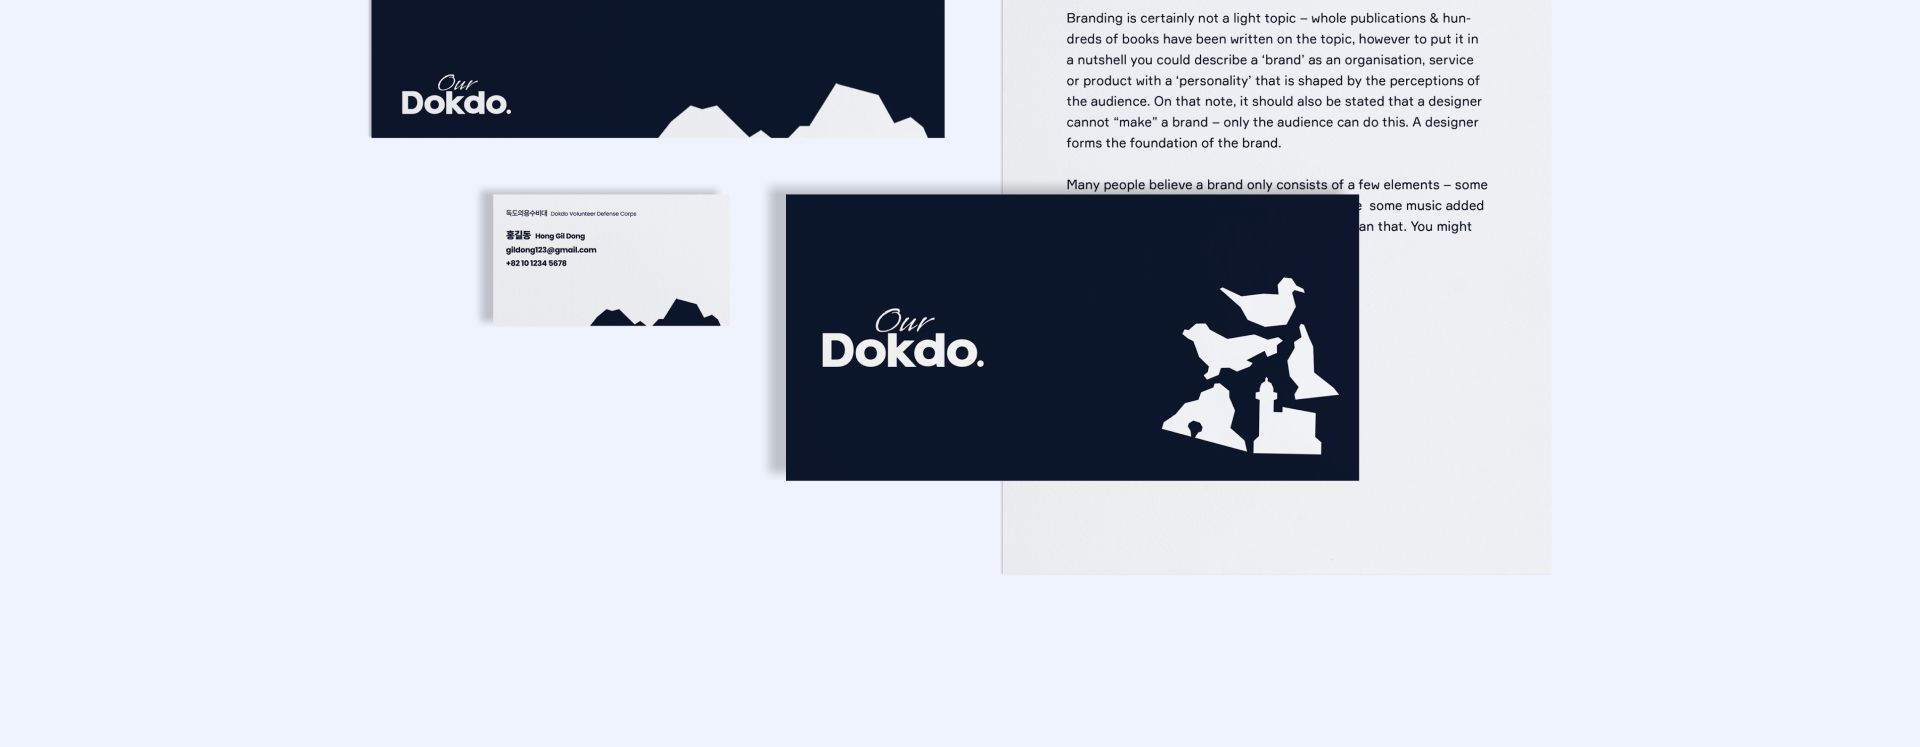 Our
Dokdo.
Branding is certainly not a light topic – whole publications & hun-
dreds of books have been written on the topic, however to put it in
a nutshell you could describe a ‘brand’ as an organisation, service
or product with a ‘personality’ that is shaped by the perceptions of
the audience. On that note, it should also be stated that a designer
cannot “make” a brand – only the audience can do this. A designer
forms the foundation of the brand.
Many people believe a brand only consists of a few elements – some
some music added
an that. You might
독도의용수비대 Dokdo Volunteer Defense Corps
홍길동 Hong Gil Dong
gildong123@gmail.com
+82 10 1234 5678
Our
Dokdo.